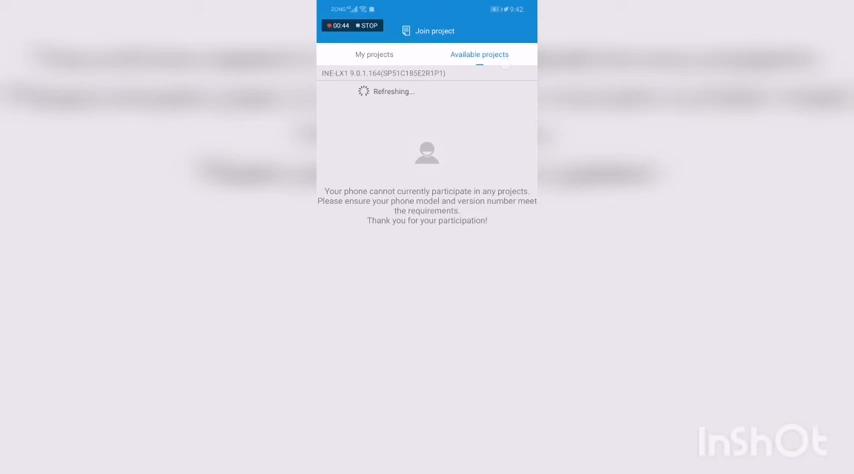 ZONG 4G
9:42
00:44 STOP
Join project
My projects
Available projects
INE-LX1 9.0.1.164(SP51C185E2R1P1)
Refreshing...
Your phone cannot currently participate in any projects.
Please ensure your phone model and version number meet
the requirements.
Thank you for your participation!
InShOt